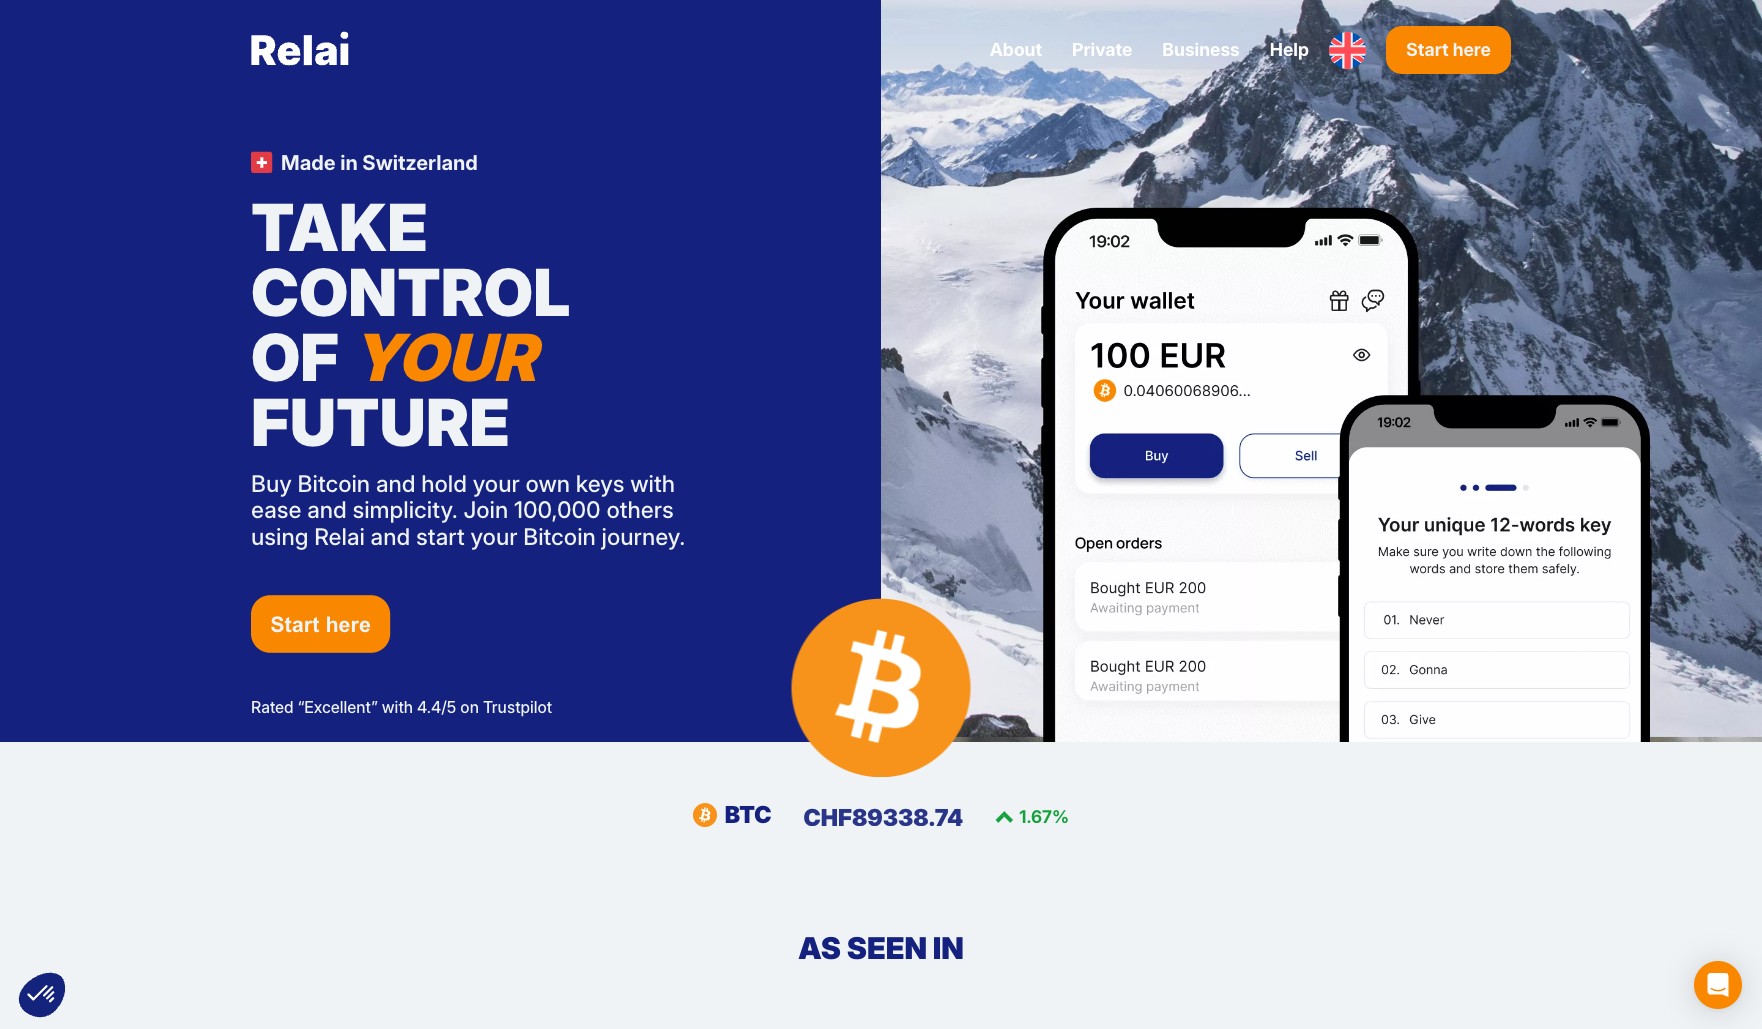 Relai
About
Private
Business
Help
Start here
Made in Switzerland
TAKE
CONTROL
OF YOUR
FUTURE
Buy Bitcoin and hold your own keys with
ease and simplicity. Join 100,000 others
using Relai and start your Bitcoin journey.
Start here
Rated “Excellent” with 4.4/5 on Trustpilot
19:02
Your wallet
100 EUR
0.04060068906...
Buy
Sell
Open orders
Bought EUR 200
Awaiting payment
Bought EUR 200
Awaiting payment
19:02
Your unique 12-words key
Make sure you write down the following
words and store them safely.
01. Never
02. Gonna
03. Give
BTC
CHF89338.74
1.67%
AS SEEN IN